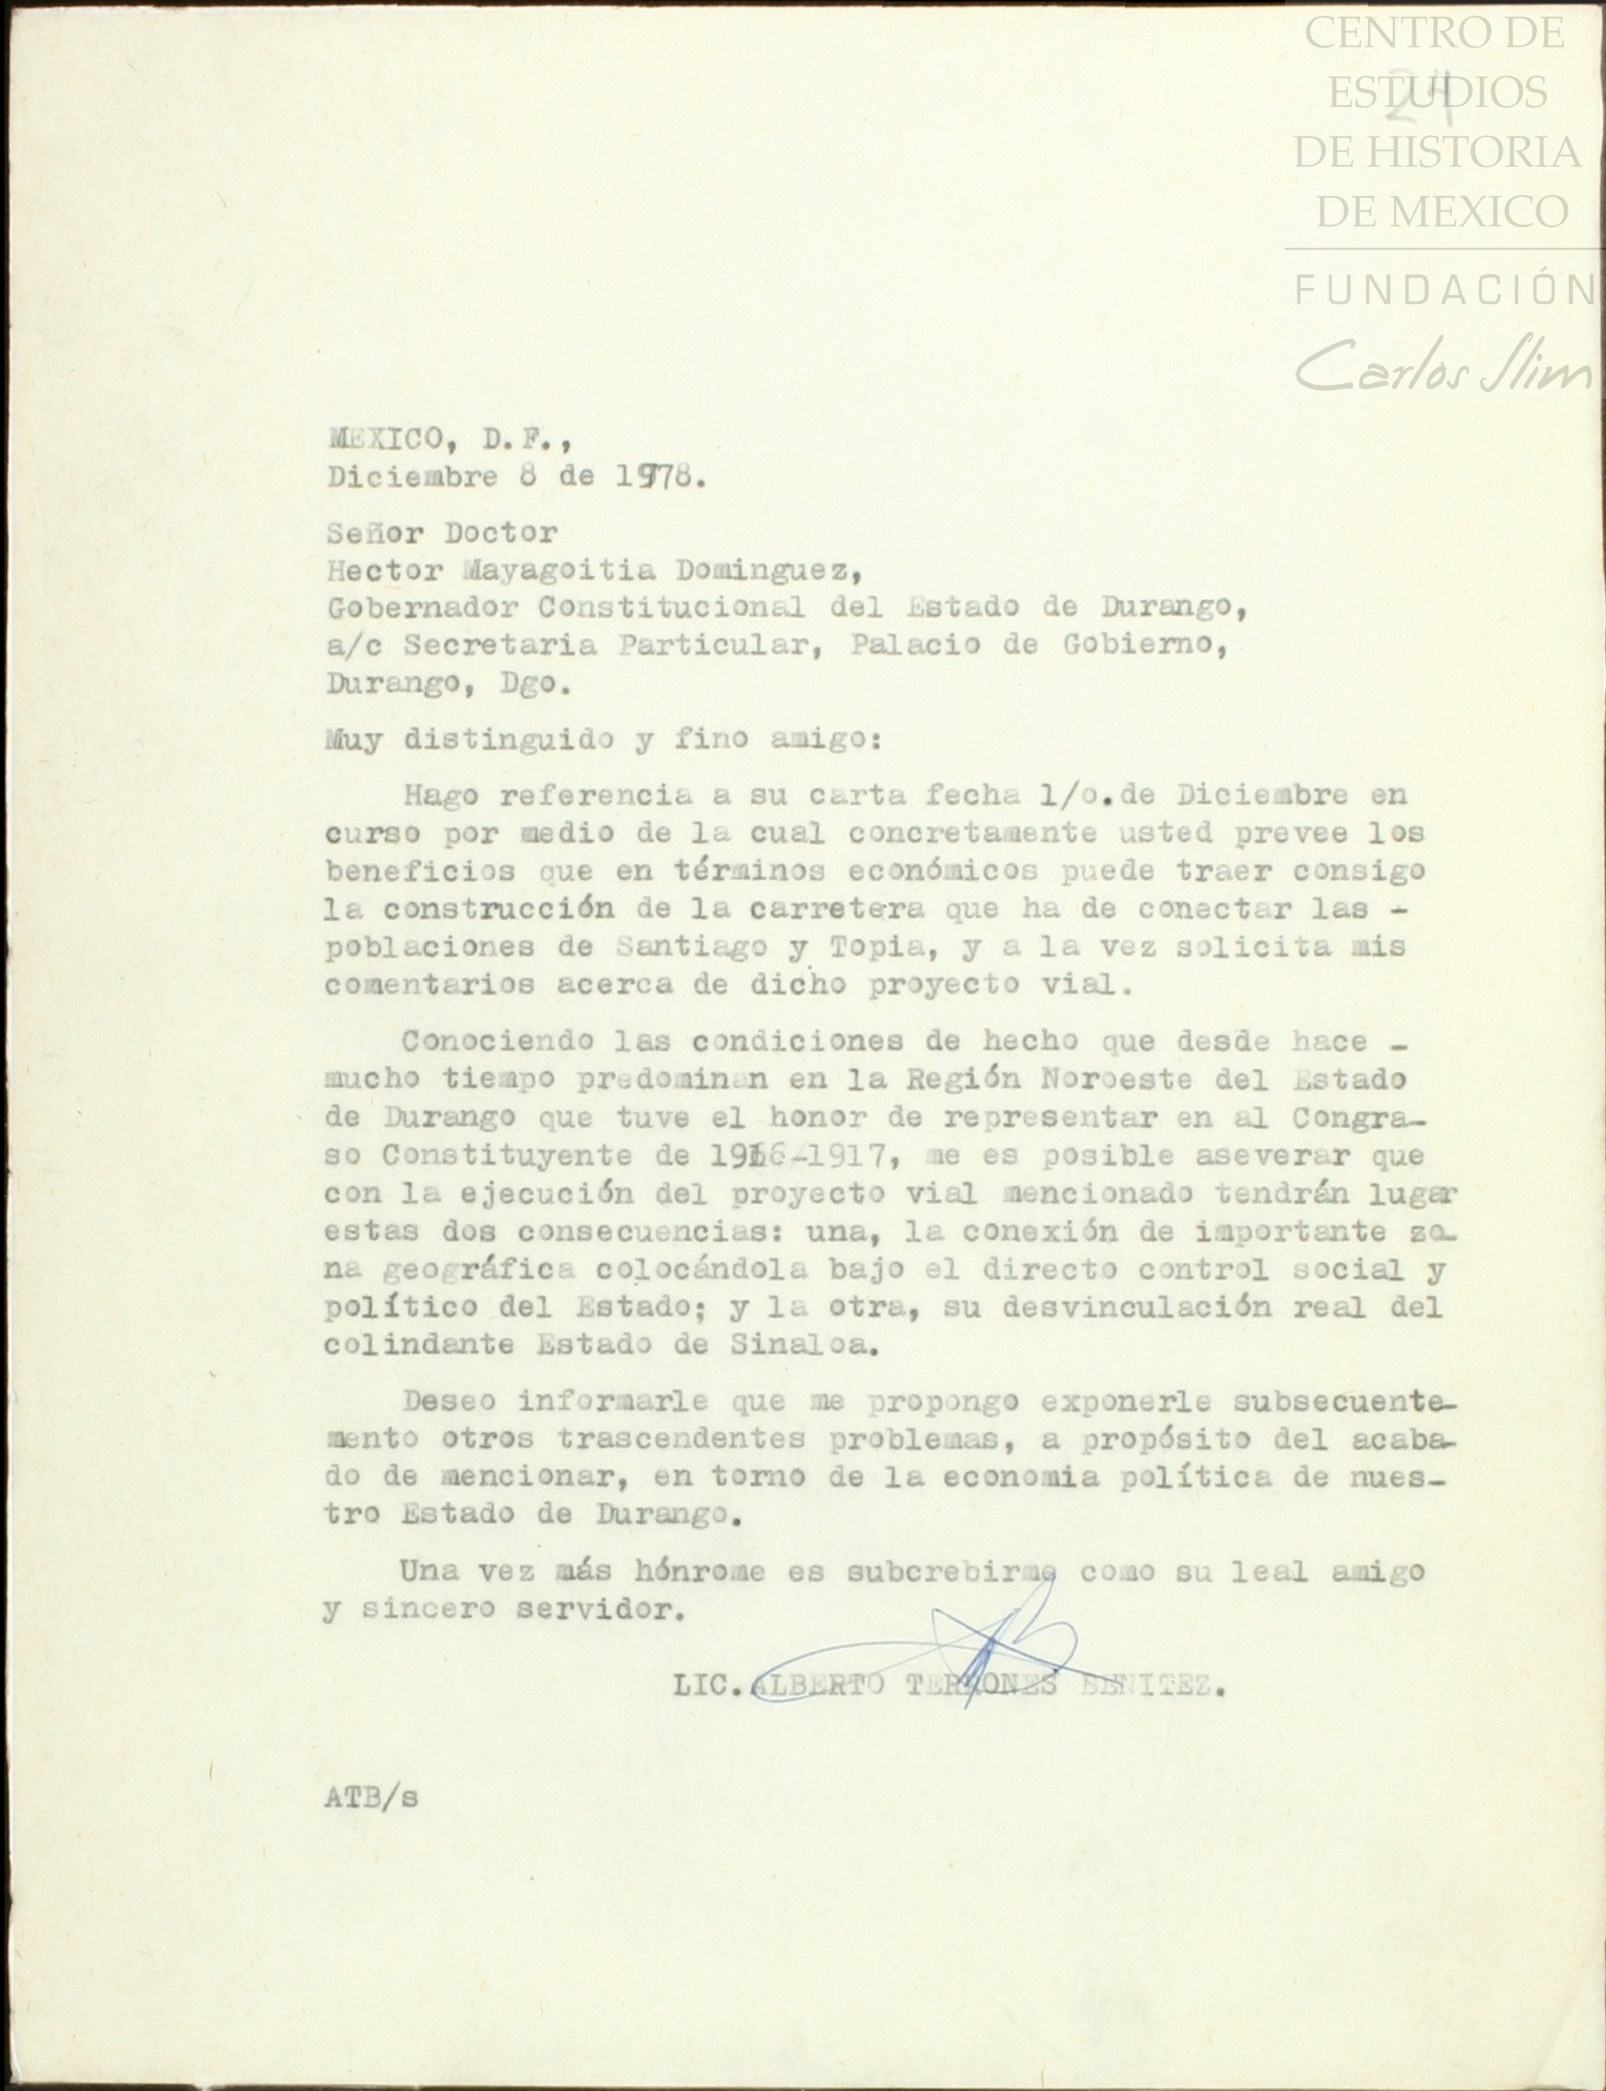 CENTRO DE
ESTUDIOS
24
DE HISTORIA
DE MEXICO
FUNDACIÓN
Carlos Slim
MEXICO, D.F.,
Diciembre 8 de 1978.
Señor Doctor
Hector Mayagoitia Dominguez,
Gobernador Constitucional del Estado de Durango,
a/c Secretaria Particular, Palacio de Gobierno,
Durango, Dgo.
Muy distinguido y fino amigo:
Hago referencia a su carta fecha 1/o.de Diciembre en
curso por medio de la cual concretamente usted prevee los
beneficios que en términos económicos puede traer consigo
la construcción de la carretera que ha de conectar las -
poblaciones de Santiago y Topia, y a la vez solicita mis
comentarios acerca de dicho proyecto vial.
Conociendo las condiciones de hecho que desde hace -
mucho tiempo predominan en la Región Noroeste del Estado
de Durango que tuve el honor de representar en al Congra-
so Constituyente de 1916-1917, me es posible aseverar que
con la ejecución del proyecto vial mencionado tendrán lugar
estas dos consecuencias: una, la conexión de importante zo-
na geográfica colocándola bajo el directo control social y
político del Estado; y la otra, su desvinculación real del
colindante Estado de Sinaloa.
Deseo informarle que me propongo exponerle subsecuente-
mento otros trascendentes problemas, a propósito del acaba-
do de mencionar, en torno de la economia política de nues-
tro Estado de Durango.
Una vez más hónrome es subcrebirme como su leal amigo
y sincero servidor.
LIC. ALBERTO TERRONES BENITEZ.
ATB/s